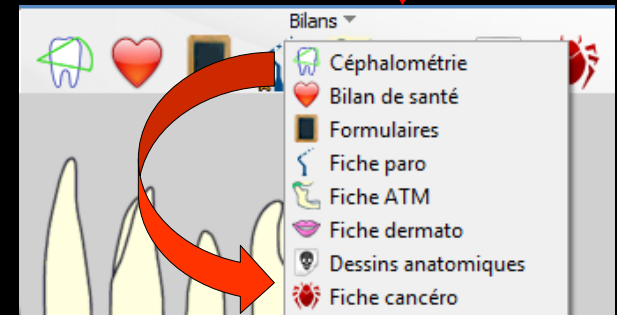 Bilans
Céphalométrie
Bilan de santé
Formulaires
Fiche paro
Fiche ATM
Fiche dermato
Dessins anatomiques
Fiche cancéro